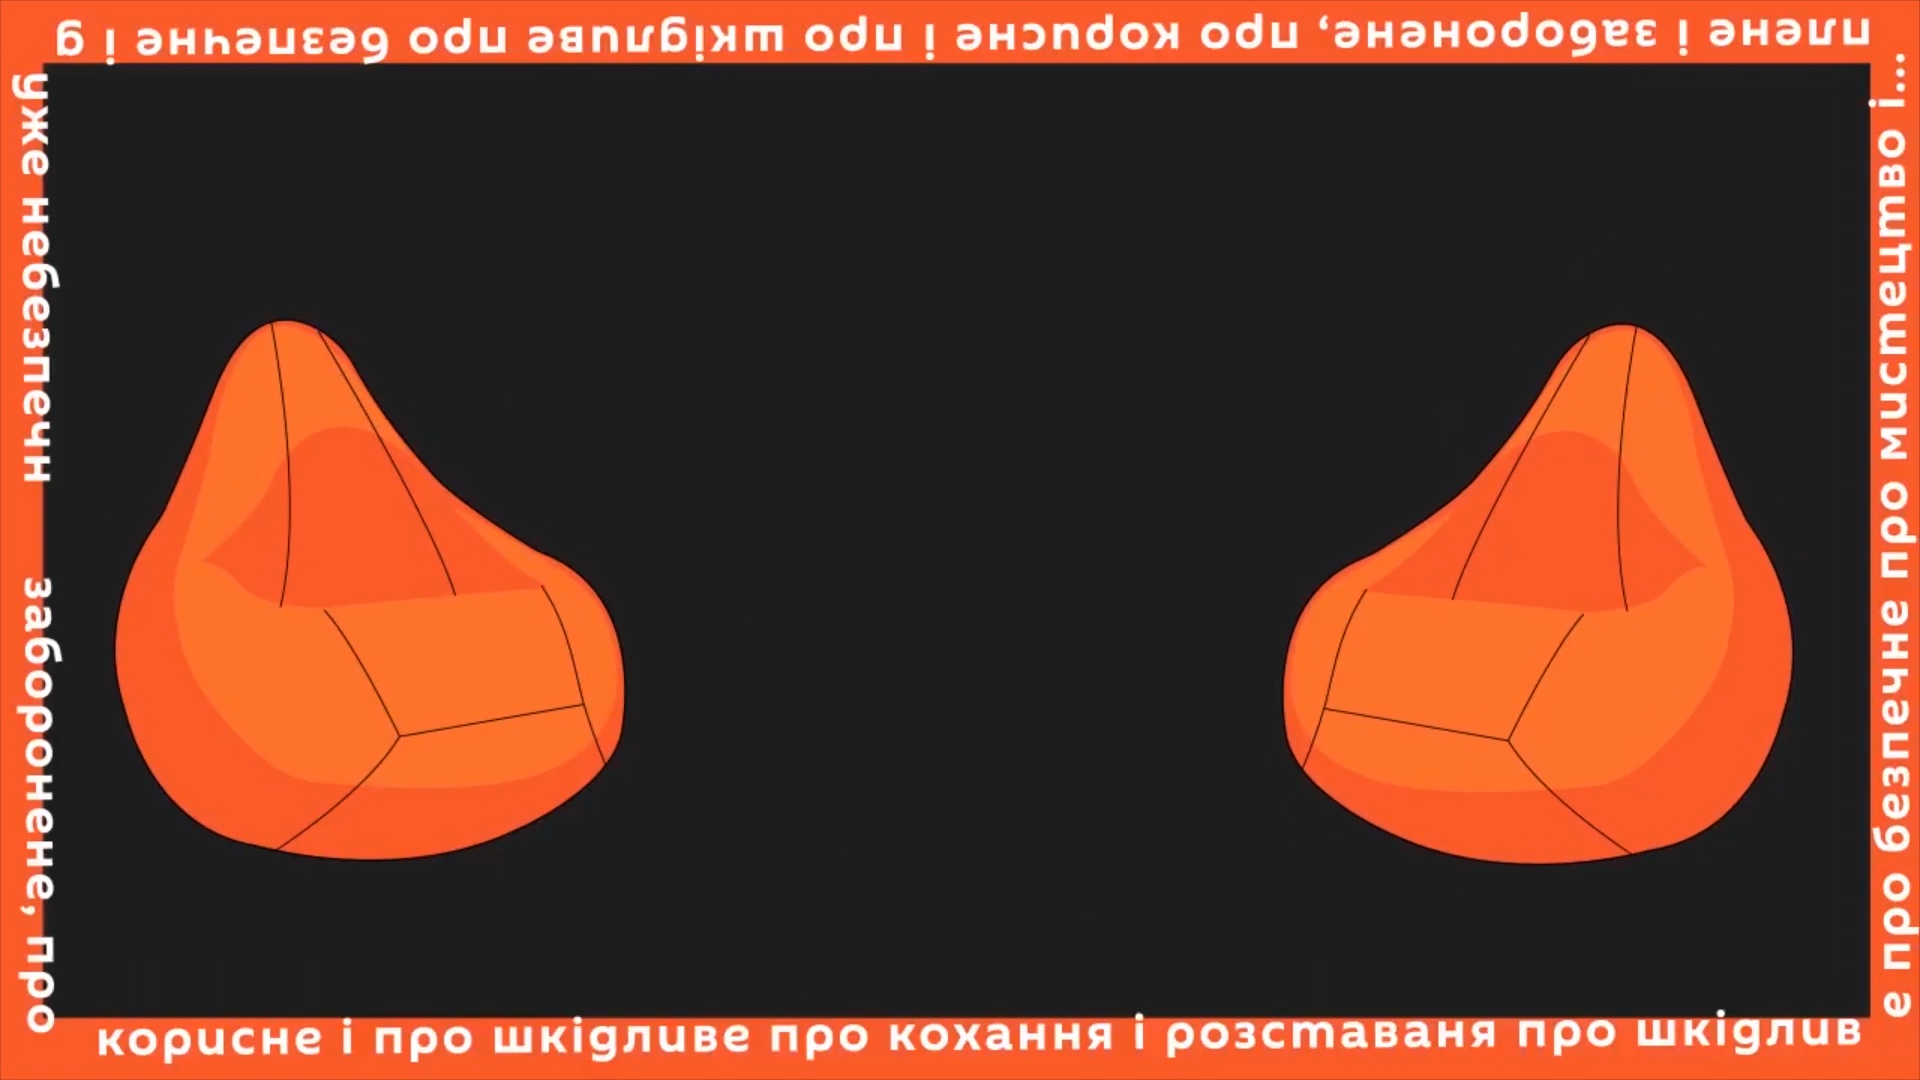 плене і заборонене, про корисне і про шкідливе про безпечне і д
уже небезпечн заборонене, про
е про безпечне про мистецтво і...
корисне і про шкідливе про кохання і розставаня про шкідлив